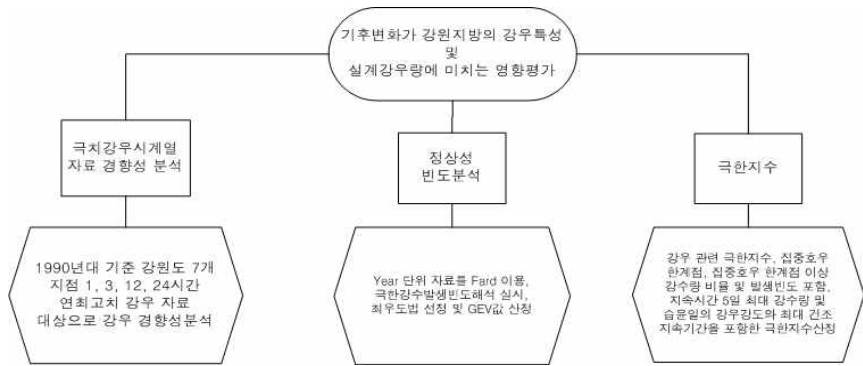 기후변화가 강원지방의 강우특성
및
설계강우량에 미치는 영향평가
극치강우시계열
자료 경향성 분석
정상성
빈도분석
극한지수
1990년대 기준 강원도 7개
지점 1, 3, 12, 24시간
연최고치 강우 자료
대상으로 강우 경향성분석
Year 단위 자료를 Fard 이용,
극한강수발생빈도해석 실시,
최우도법 선정 및 GEV값 산정
강우 관련 극한지수, 집중호우
한계점, 집중호우 한계점 이상
강수량 비율 및 발생빈도 포함,
지속시간 5일 최대 강수량 및
습윤일의 강우강도와 최대 건조
지속기간을 포함한 극한지수산정